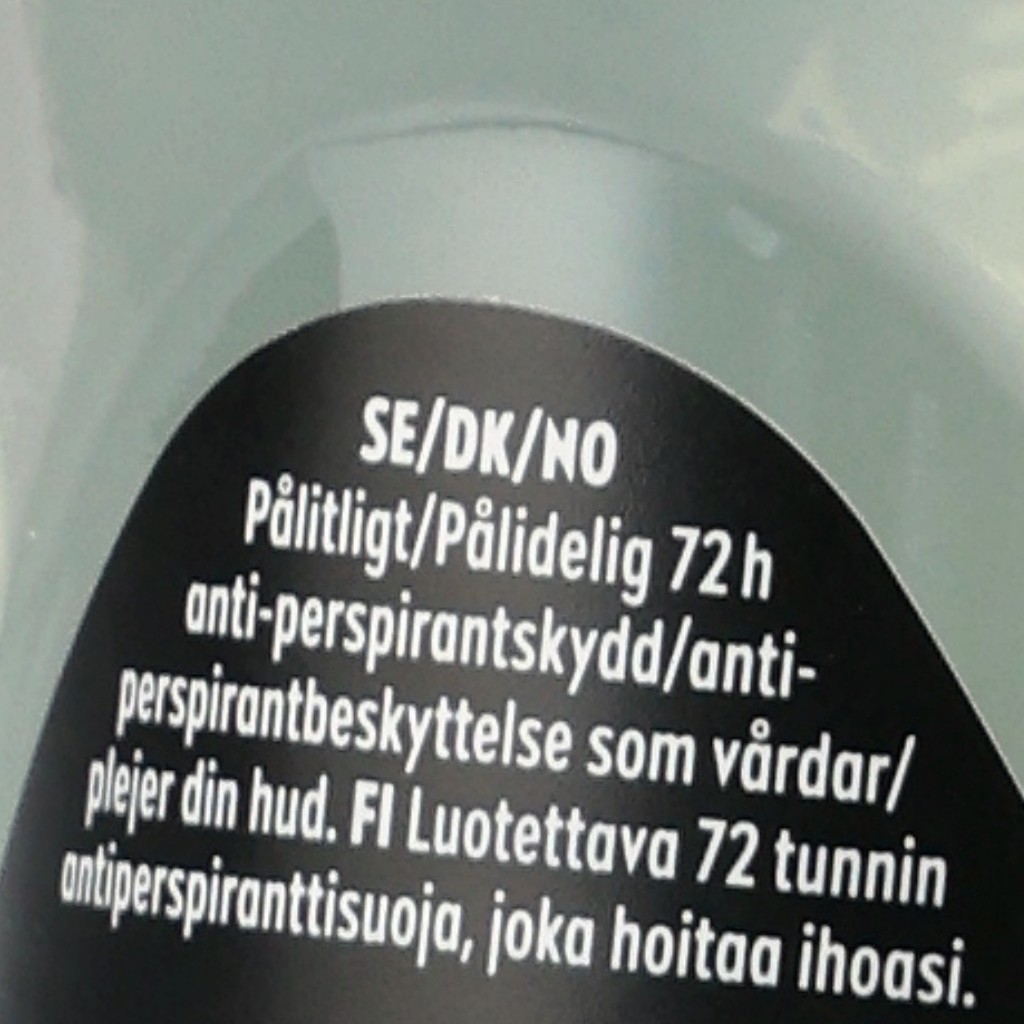 SE/DK/NO
Pålitligt/Pålidelig 72 h
anti-perspirantskydd/anti-
perspirantbeskyttelse som vårdar/
plejer din hud. FI Luotettava 72 tunnin
antiperspiranttisuoja, joka hoitaa ihoasi.